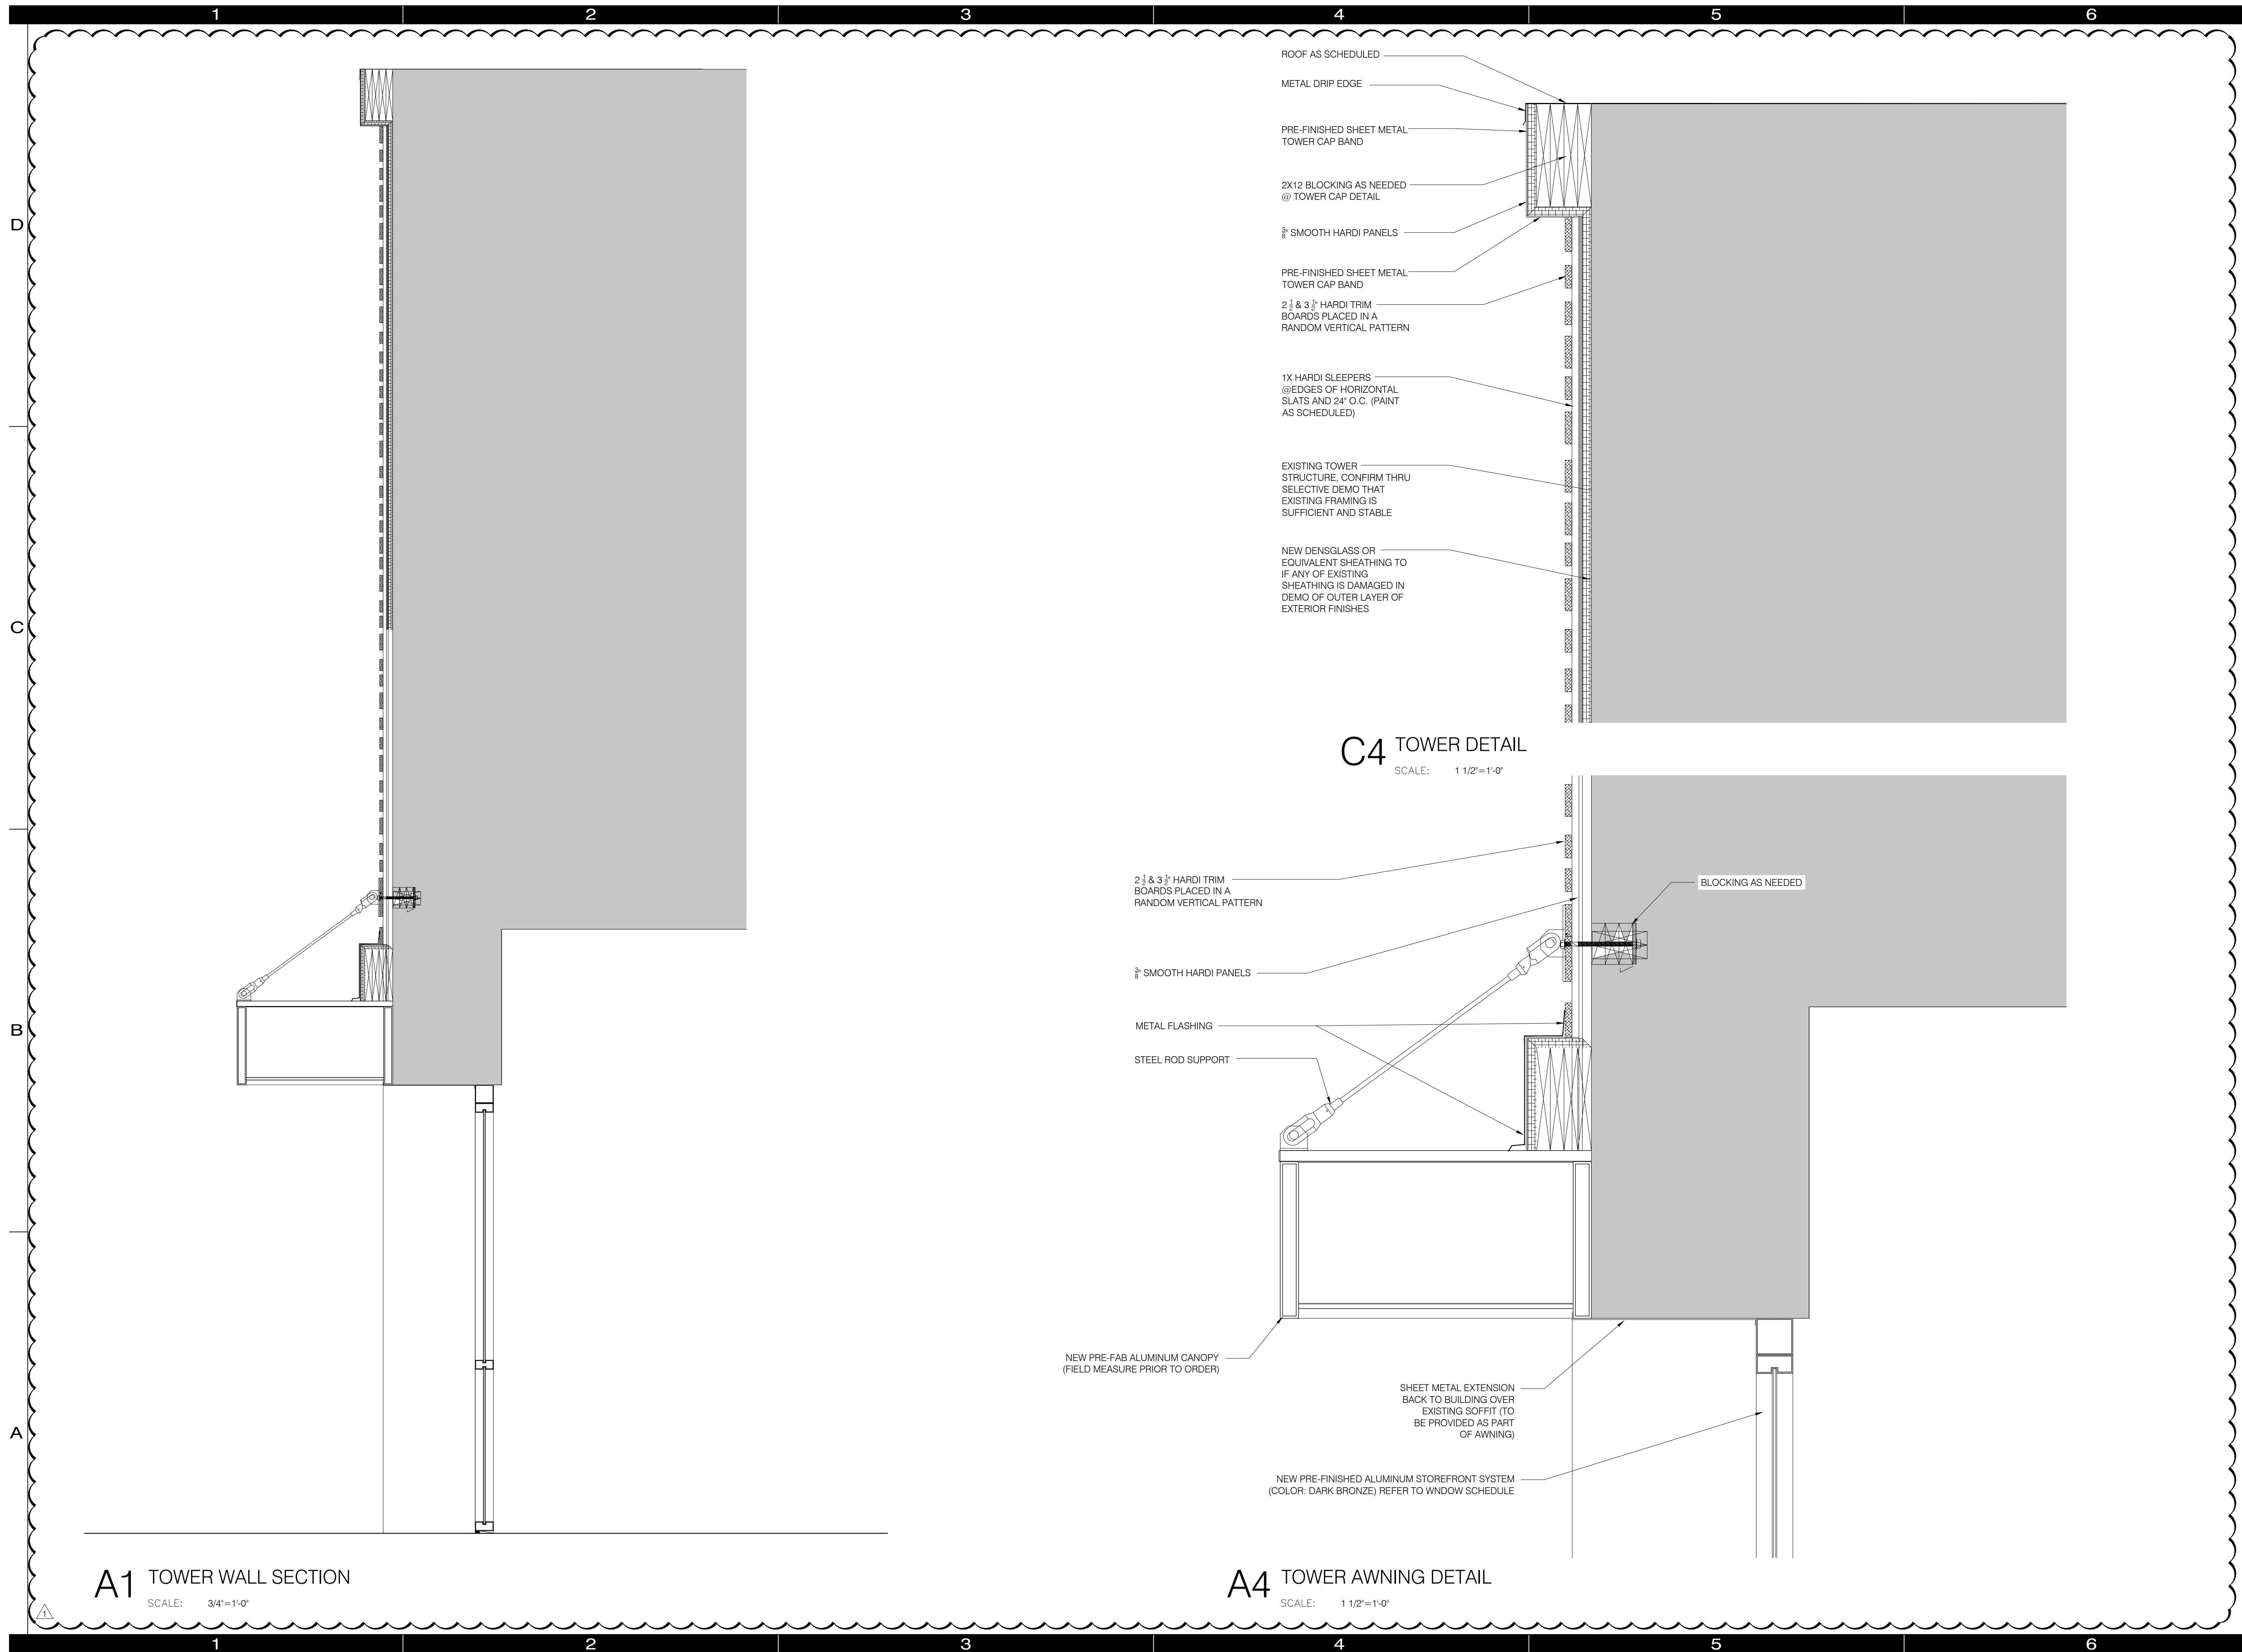 1 2 3 4 5 6
D
C
B
A
ROOF AS SCHEDULED
METAL DRIP EDGE
PRE-FINISHED SHEET METAL
TOWER CAP BAND
2X12 BLOCKING AS NEEDED
@ TOWER CAP DETAIL
3/8" SMOOTH HARDI PANELS
PRE-FINISHED SHEET METAL
TOWER CAP BAND
2 1/2 & 3 1/2" HARDI TRIM
BOARDS PLACED IN A
RANDOM VERTICAL PATTERN
1X HARDI SLEEPERS
@EDGES OF HORIZONTAL
SLATS AND 24" O.C. (PAINT
AS SCHEDULED)
EXISTING TOWER
STRUCTURE, CONFIRM THRU
SELECTIVE DEMO THAT
EXISTING FRAMING IS
SUFFICIENT AND STABLE
NEW DENSGLASS OR
EQUIVALENT SHEATHING TO
IF ANY OF EXISTING
SHEATHING IS DAMAGED IN
DEMO OF OUTER LAYER OF
EXTERIOR FINISHES
C4 TOWER DETAIL
SCALE: 1 1/2"=1'-0"
2 1/2 & 3 1/2" HARDI TRIM
BOARDS PLACED IN A
RANDOM VERTICAL PATTERN
BLOCKING AS NEEDED
3/8" SMOOTH HARDI PANELS
METAL FLASHING
STEEL ROD SUPPORT
NEW PRE-FAB ALUMINUM CANOPY
(FIELD MEASURE PRIOR TO ORDER)
SHEET METAL EXTENSION
BACK TO BUILDING OVER
EXISTING SOFFIT (TO
BE PROVIDED AS PART
OF AWNING)
NEW PRE-FINISHED ALUMINUM STOREFRONT SYSTEM
(COLOR: DARK BRONZE) REFER TO WNDOW SCHEDULE
A1 TOWER WALL SECTION
SCALE: 3/4"=1'-0"
A4 TOWER AWNING DETAIL
SCALE: 1 1/2"=1'-0"
1
1 2 3 4 5 6